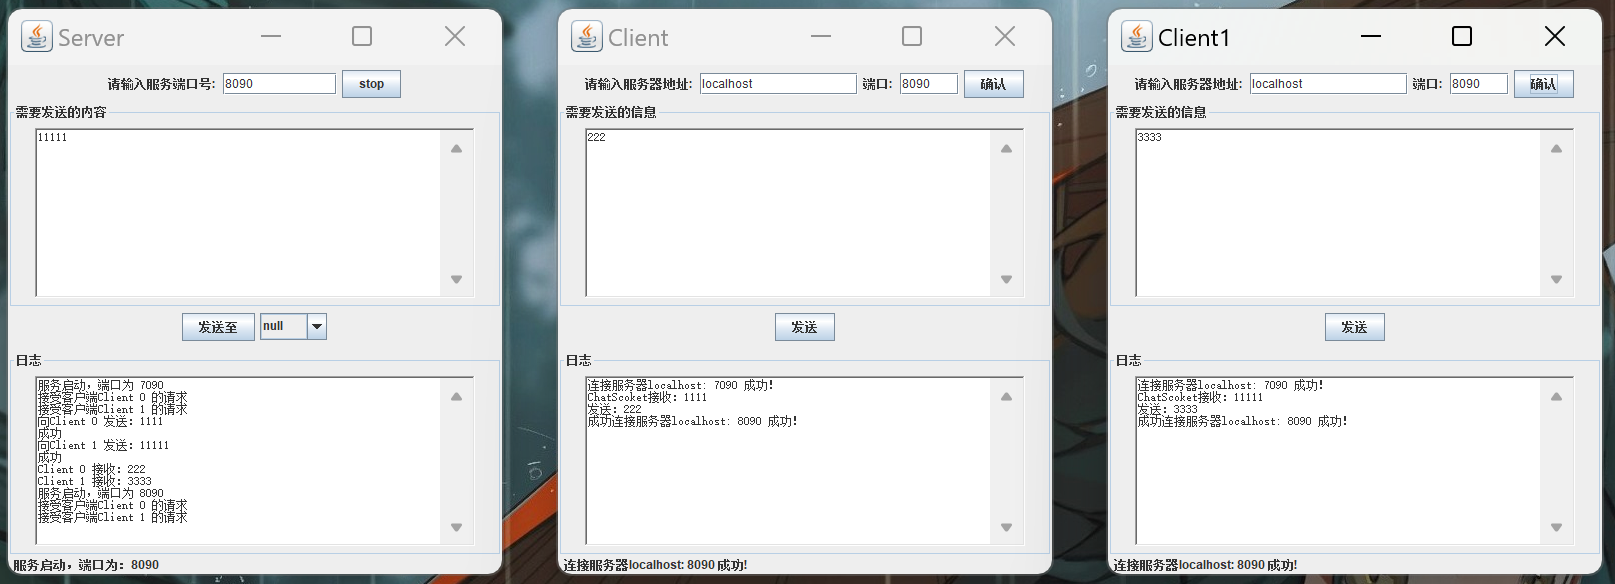 Server
请输入服务端口号: 8090 stop
需要发送的内容
11111
发送至 null
日志
服务启动，端口为 7090
接受客户端Client 0 的请求
接受客户端Client 1 的请求
向Client 0 发送：1111
成功
向Client 1 发送：11111
成功
Client 0 接收：222
Client 1 接收：3333
服务启动，端口为 8090
接受客户端Client 0 的请求
接受客户端Client 1 的请求
服务启动，端口为：8090
Client
请输入服务器地址: localhost 端口: 8090 确认
需要发送的信息
222
发送
日志
连接服务器localhost: 7090 成功!
ChatScoket接收：1111
发送：222
成功连接服务器localhost: 8090 成功!
连接服务器localhost: 8090 成功!
Client1
请输入服务器地址: localhost 端口: 8090 确认
需要发送的信息
3333
发送
日志
连接服务器localhost: 7090 成功!
ChatScoket接收：11111
发送：3333
成功连接服务器localhost: 8090 成功!
连接服务器localhost: 8090 成功!